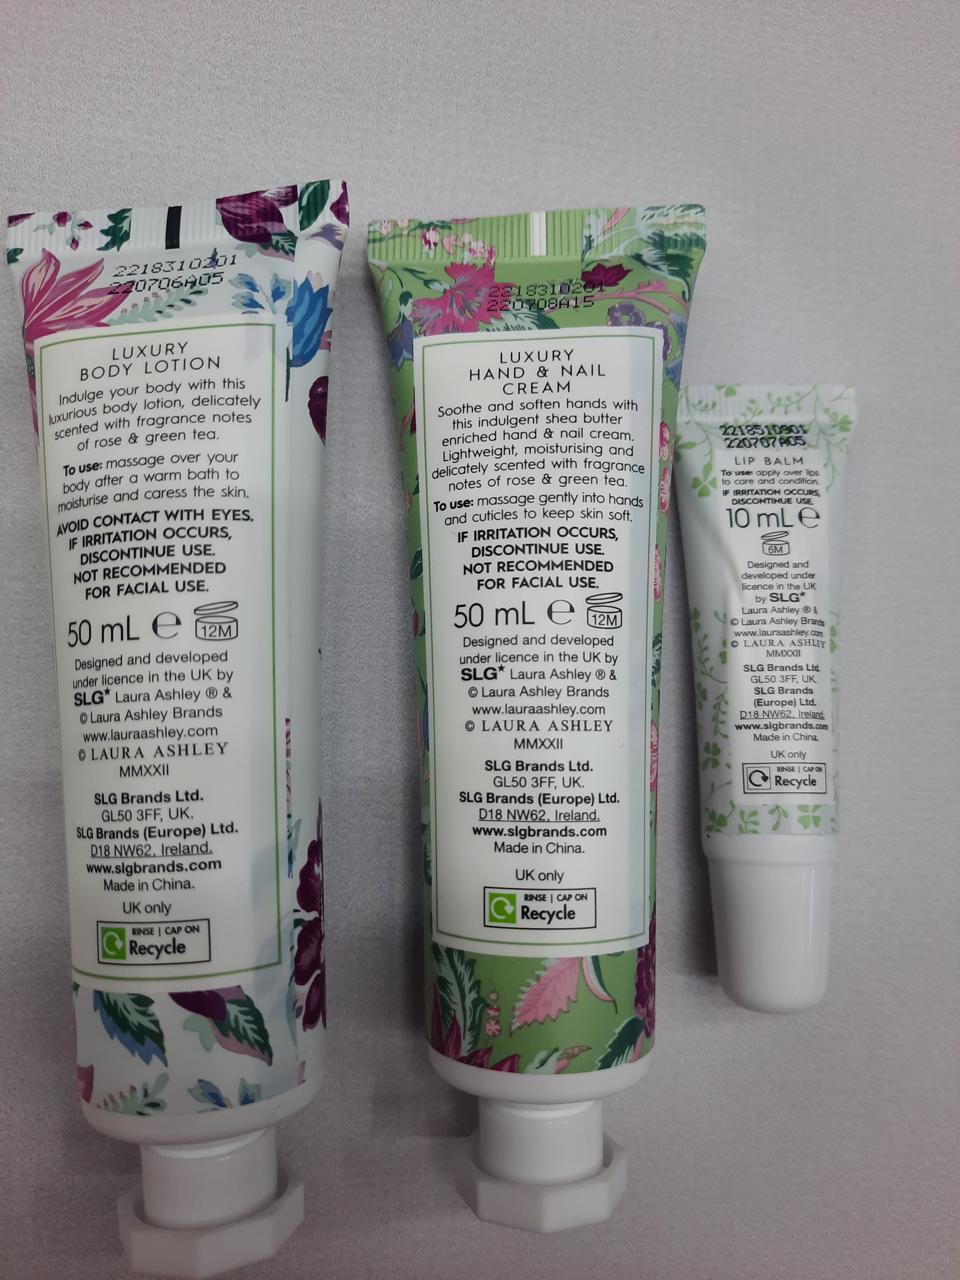 2218310201
220706A05
LUXURY
BODY LOTION
Indulge your body with this
luxurious body lotion, delicately
scented with fragrance notes
of rose & green tea.
To use: massage over your
body after a warm bath to
moisturise and caress the skin.
AVOID CONTACT WITH EYES.
IF IRRITATION OCCURS,
DISCONTINUE USE.
NOT RECOMMENDED
FOR FACIAL USE.
50 mL ℮ 12M
Designed and developed
under licence in the UK by
SLG* Laura Ashley ® &
© Laura Ashley Brands
www.lauraashley.com
© LAURA ASHLEY
MMXXII
SLG Brands Ltd.
GL50 3FF, UK.
SLG Brands (Europe) Ltd.
D18 NW62, Ireland.
www.slgbrands.com
Made in China.
UK only
RINSE | CAP ON
Recycle
2218310201
220708A15
LUXURY
HAND & NAIL
CREAM
Soothe and soften hands with
this indulgent shea butter
enriched hand & nail cream.
Lightweight, moisturising and
delicately scented with fragrance
notes of rose & green tea.
To use: massage gently into hands
and cuticles to keep skin soft.
IF IRRITATION OCCURS,
DISCONTINUE USE.
NOT RECOMMENDED
FOR FACIAL USE.
50 mL ℮ 12M
Designed and developed
under licence in the UK by
SLG* Laura Ashley ® &
© Laura Ashley Brands
www.lauraashley.com
© LAURA ASHLEY
MMXXII
SLG Brands Ltd.
GL50 3FF, UK.
SLG Brands (Europe) Ltd.
D18 NW62, Ireland.
www.slgbrands.com
Made in China.
UK only
RINSE | CAP ON
Recycle
220707A05
LIP BALM
To use: apply over lips
to care and condition.
IF IRRITATION OCCURS,
DISCONTINUE USE.
10 mL ℮
6M
Designed and
developed under
licence in the UK
by SLG*
Laura Ashley ® &
© Laura Ashley Brands
www.lauraashley.com
© LAURA ASHLEY
MMXXII
SLG Brands Ltd.
GL50 3FF, UK.
SLG Brands
(Europe) Ltd.
D18 NW62, Ireland.
www.slgbrands.com
Made in China.
UK only
RINSE | CAP ON
Recycle